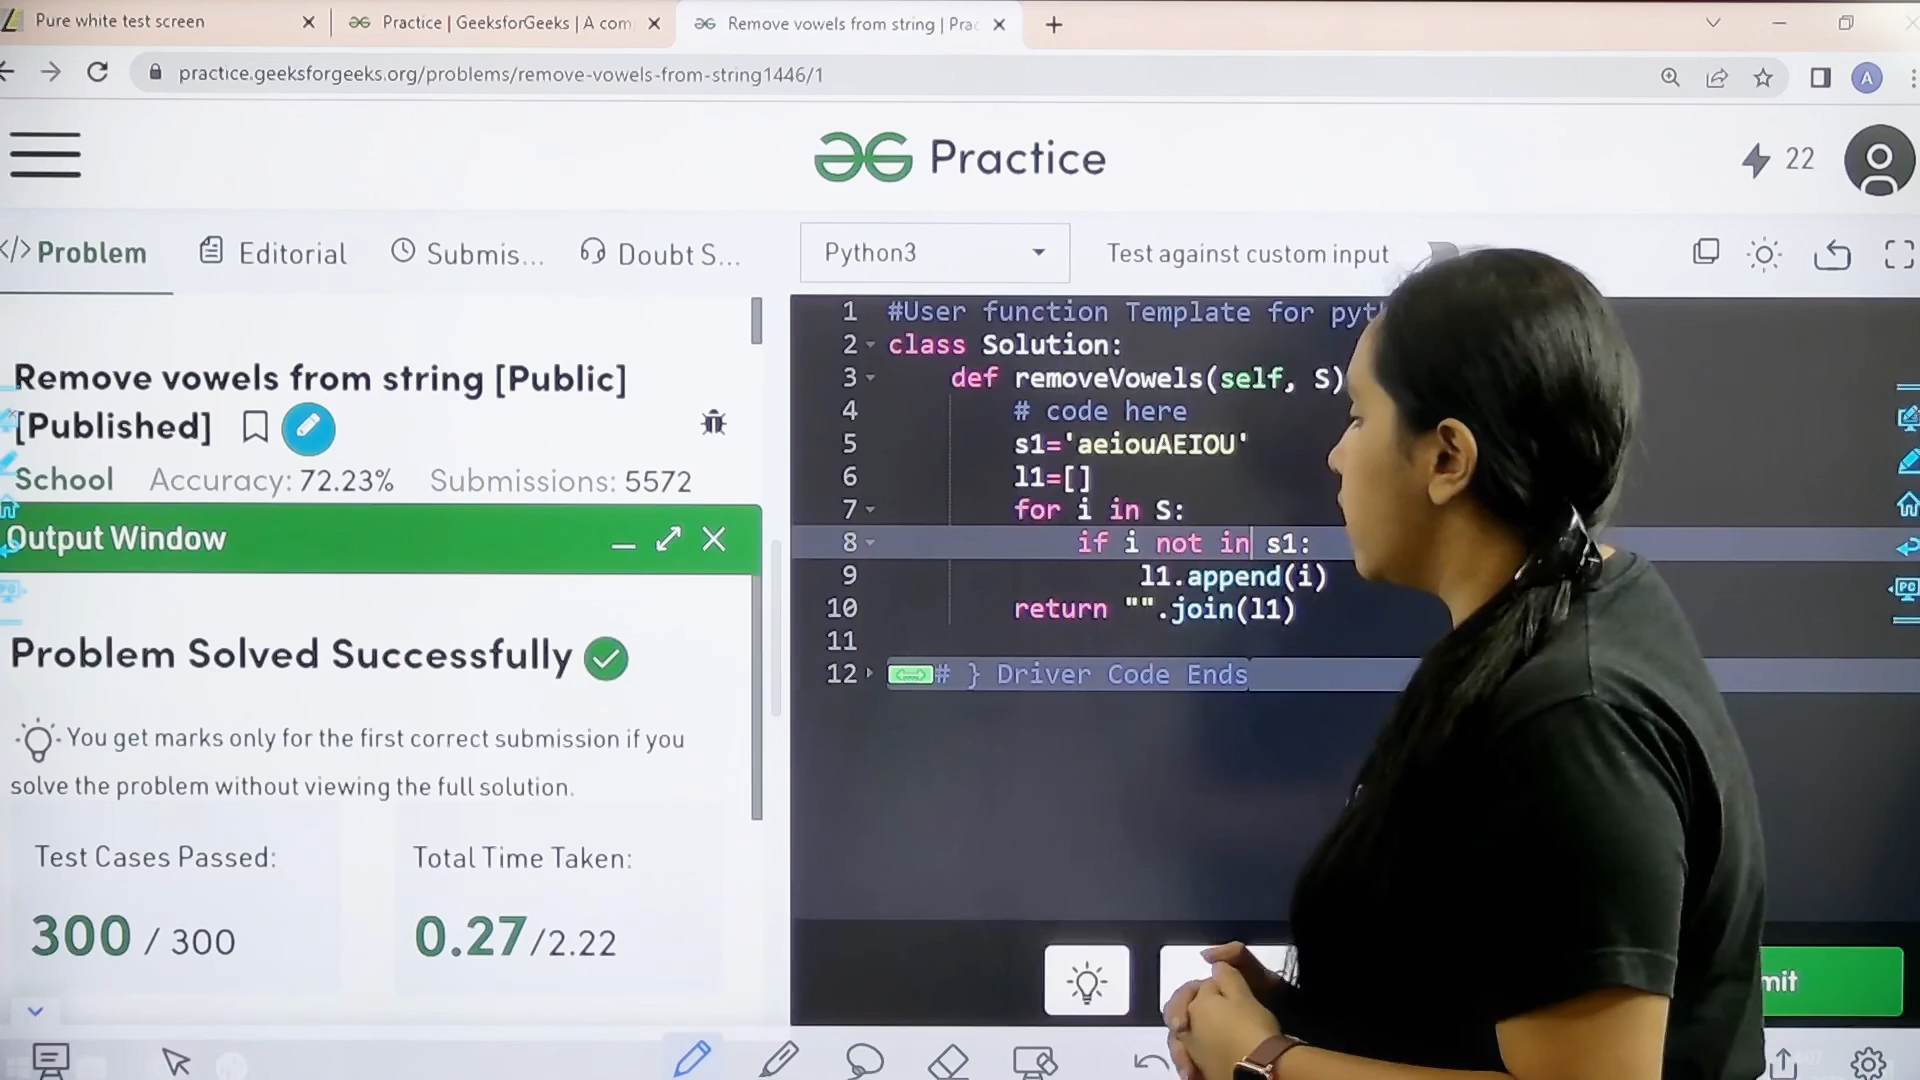 Pure white test screen
Practice | GeeksforGeeks | A com
Remove vowels from string | Prac
practice.geeksforgeeks.org/problems/remove-vowels-from-string1446/1
A
Practice
22
</> Problem
Editorial
Submis...
Doubt S...
Python3
Test against custom input
Remove vowels from string [Public]
[Published]
School Accuracy: 72.23% Submissions: 5572
Output Window
Problem Solved Successfully
You get marks only for the first correct submission if you
solve the problem without viewing the full solution.
Test Cases Passed:
300 / 300
Total Time Taken:
0.27/2.22
1 #User function Template for pyt
2 class Solution:
3 def removeVowels(self, S)
4 # code here
5 s1='aeiouAEIOU'
6 l1=[]
7 for i in S:
8 if i not in s1:
9 l1.append(i)
10 return "".join(l1)
11
12 # } Driver Code Ends
mit
PC